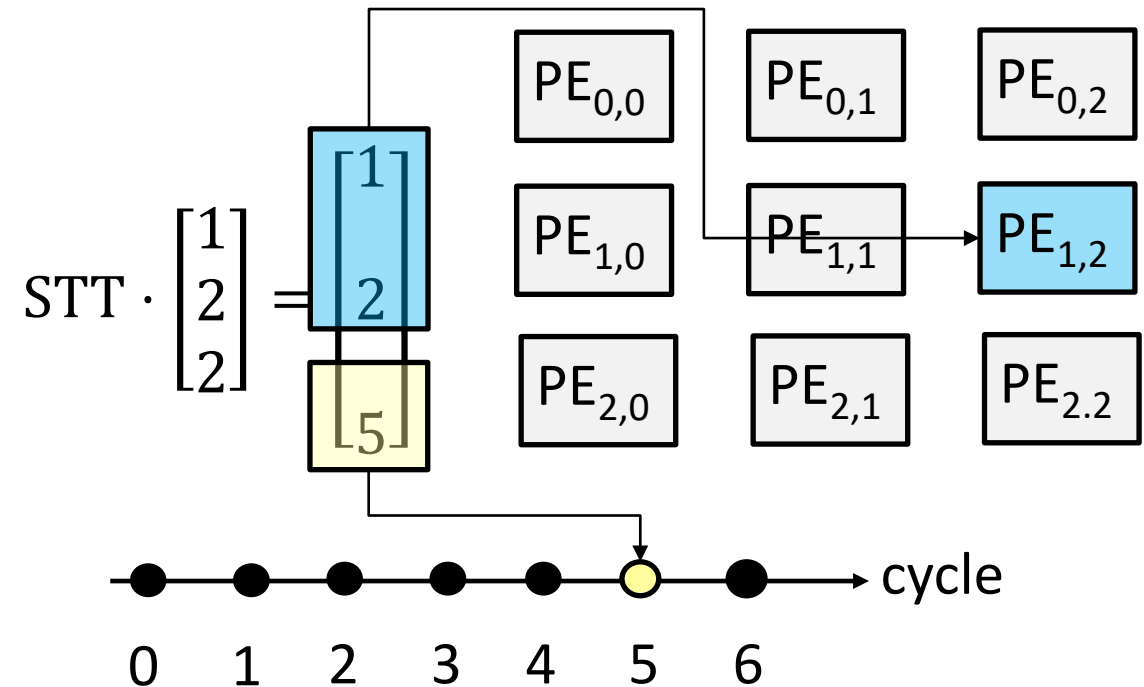 STT · [1 2 2] = [1 2 5]
PE0,0 PE0,1 PE0,2
PE1,0 PE1,1 PE1,2
PE2,0 PE2,1 PE2.2
cycle
0 1 2 3 4 5 6